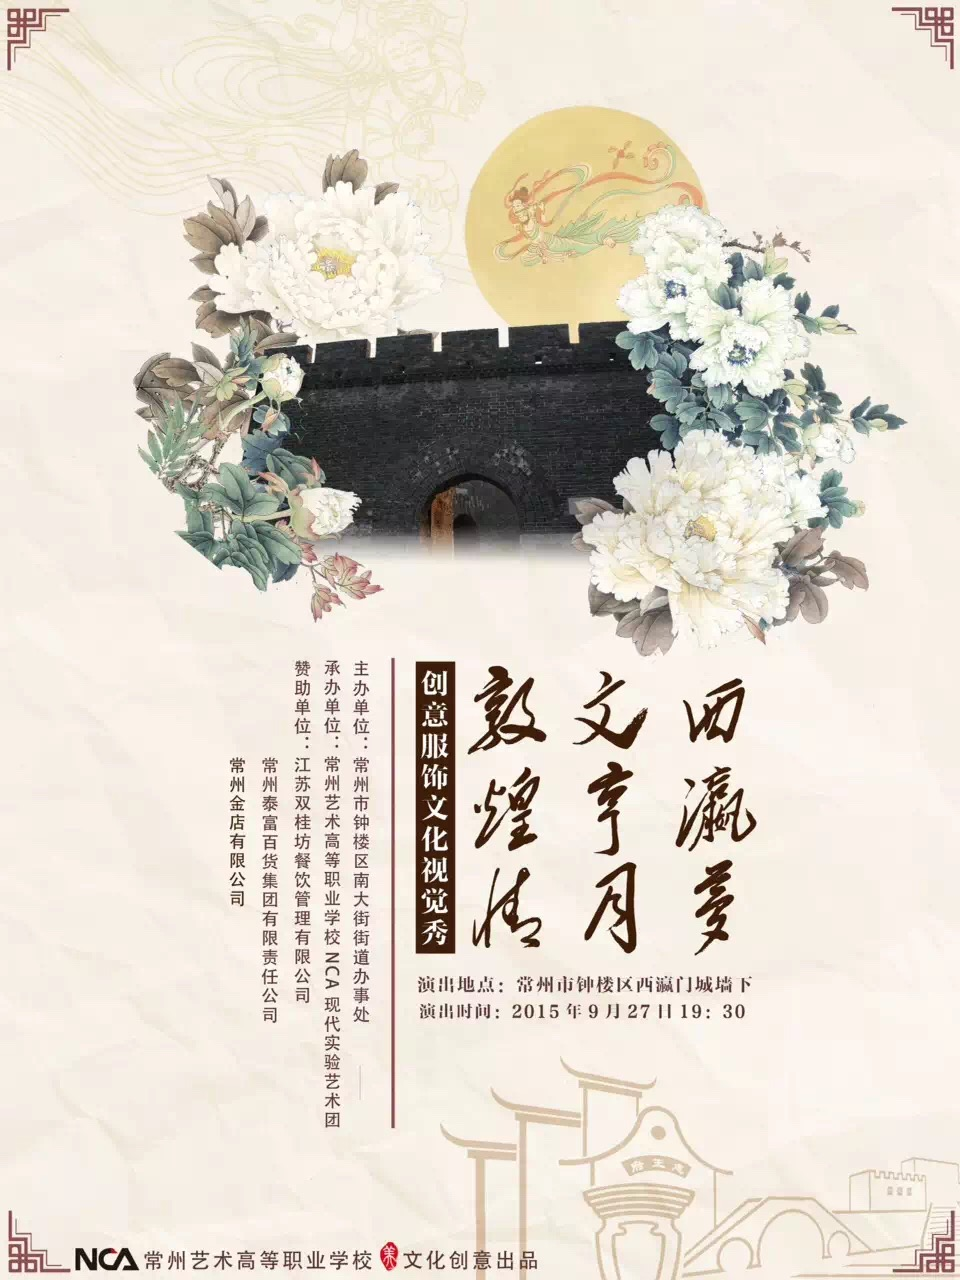 西瀛梦
文亨月
敦煌情
创意服饰文化视觉秀
演出地点：常州市钟楼区西瀛门城墙下
演出时间：2015年9月27日19：30
主办单位：常州市钟楼区南大街街道办事处
承办单位：常州艺术高等职业学校NCA现代实验艺术团
赞助单位：江苏双桂坊餐饮管理有限公司
常州泰富百货集团有限责任公司
常州金店有限公司
NCA 常州艺术高等职业学校 美 文化创意出品